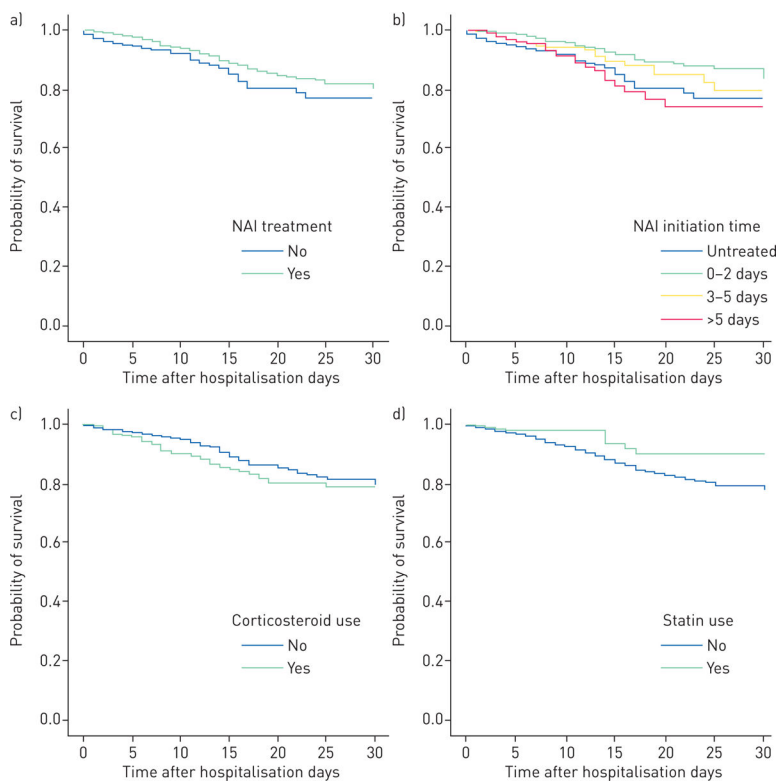 a)
Probability of survival
1.0
0.8
0.6
0.4
0.2
0.0
NAI treatment
No
Yes
0 5 10 15 20 25 30
Time after hospitalisation days
b)
Probability of survival
1.0
0.8
0.6
0.4
0.2
0.0
NAI initiation time
Untreated
0–2 days
3–5 days
>5 days
0 5 10 15 20 25 30
Time after hospitalisation days
c)
Probability of survival
1.0
0.8
0.6
0.4
0.2
0.0
Corticosteroid use
No
Yes
0 5 10 15 20 25 30
Time after hospitalisation days
d)
Probability of survival
1.0
0.8
0.6
0.4
0.2
0.0
Statin use
No
Yes
0 5 10 15 20 25 30
Time after hospitalisation days